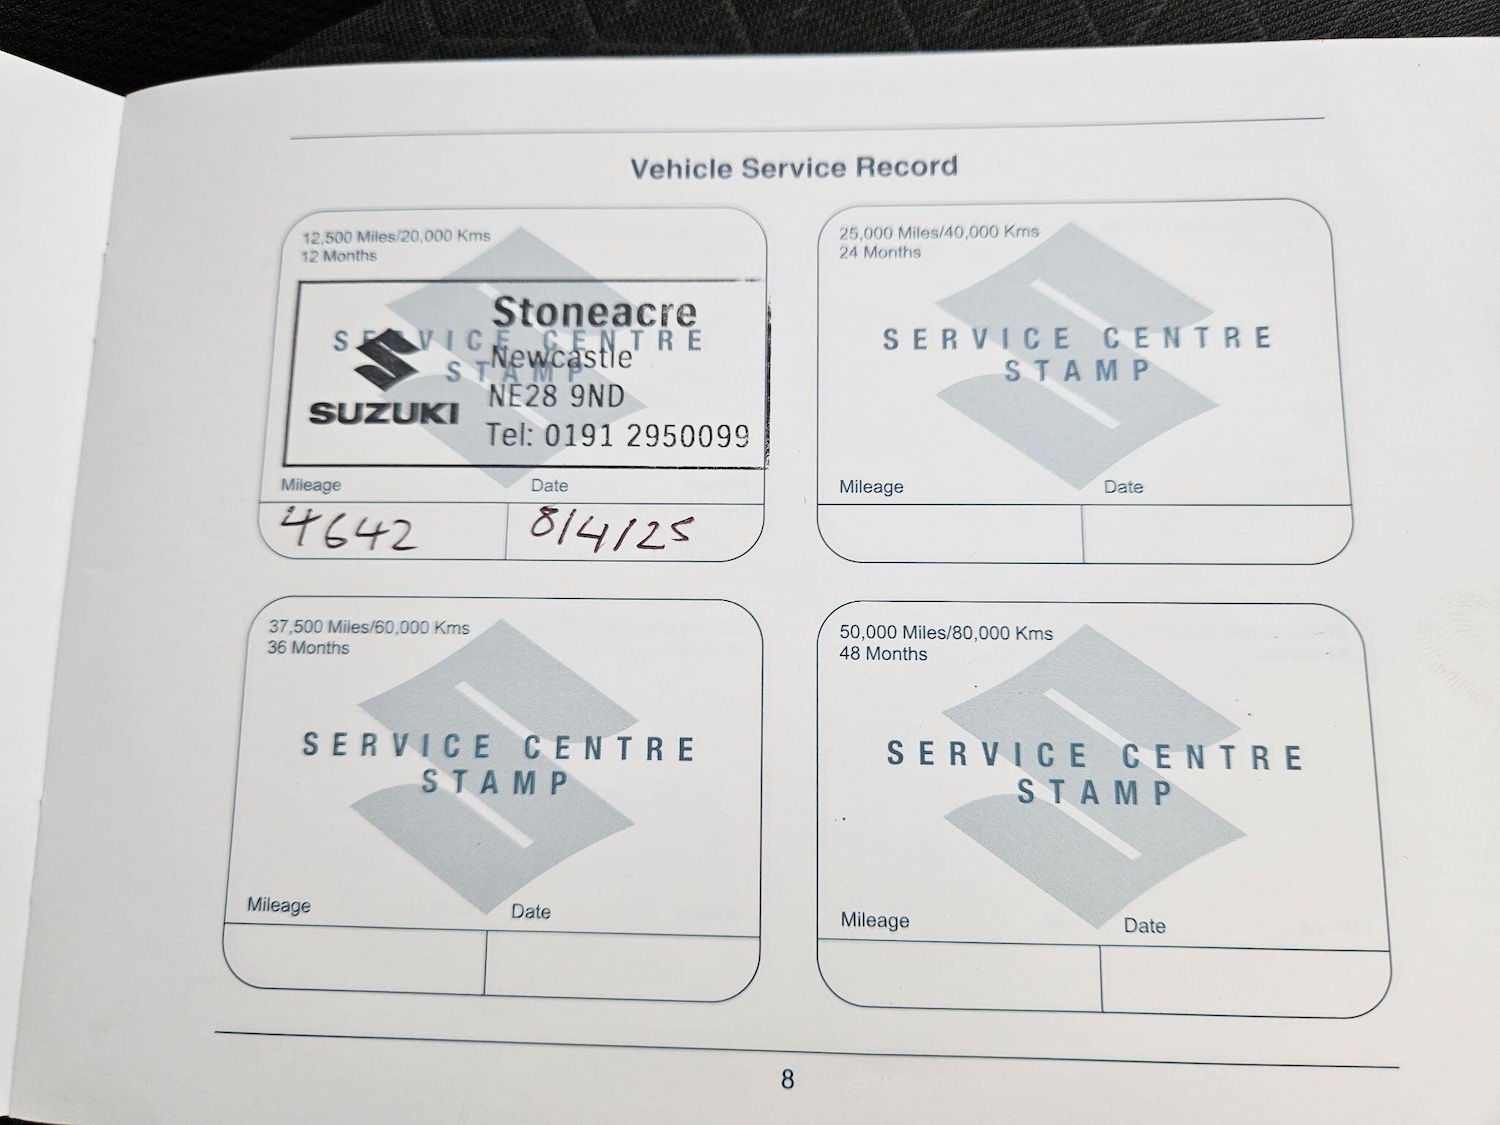 Vehicle Service Record
12,500 Miles/20,000 Kms
12 Months
SERVICE CENTRE
STAMP
Stoneacre
Newcastle
NE28 9ND
Tel: 0191 2950099
SUZUKI
Mileage
Date
4642
8/4/25
25,000 Miles/40,000 Kms
24 Months
SERVICE CENTRE
STAMP
Mileage
Date
37,500 Miles/60,000 Kms
36 Months
SERVICE CENTRE
STAMP
Mileage
Date
50,000 Miles/80,000 Kms
48 Months
SERVICE CENTRE
STAMP
Mileage
Date
8